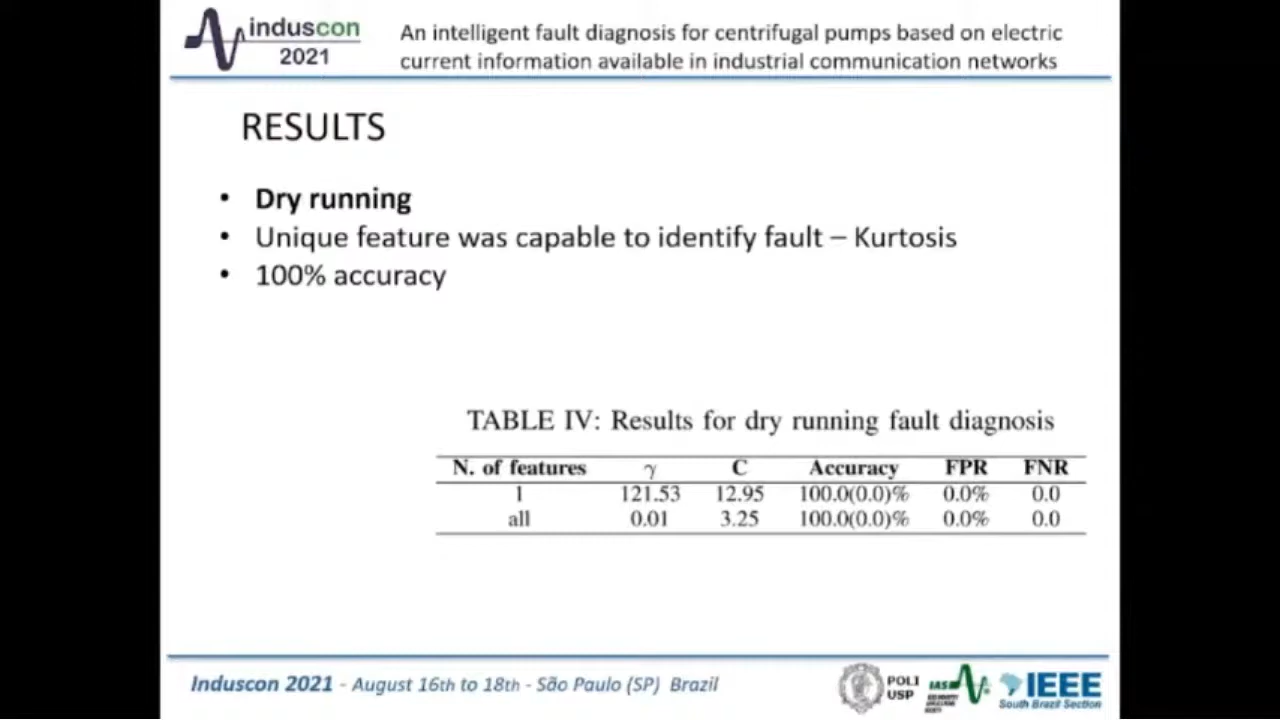 induscon
2021
An intelligent fault diagnosis for centrifugal pumps based on electric
current information available in industrial communication networks
RESULTS
• Dry running
• Unique feature was capable to identify fault – Kurtosis
• 100% accuracy
TABLE IV: Results for dry running fault diagnosis
N. of features γ C Accuracy FPR FNR
1 121.53 12.95 100.0(0.0)% 0.0% 0.0
all 0.01 3.25 100.0(0.0)% 0.0% 0.0
Induscon 2021 - August 16th to 18th - São Paulo (SP) Brazil
POLI
USP
IAS
IEEE
South Brazil Section